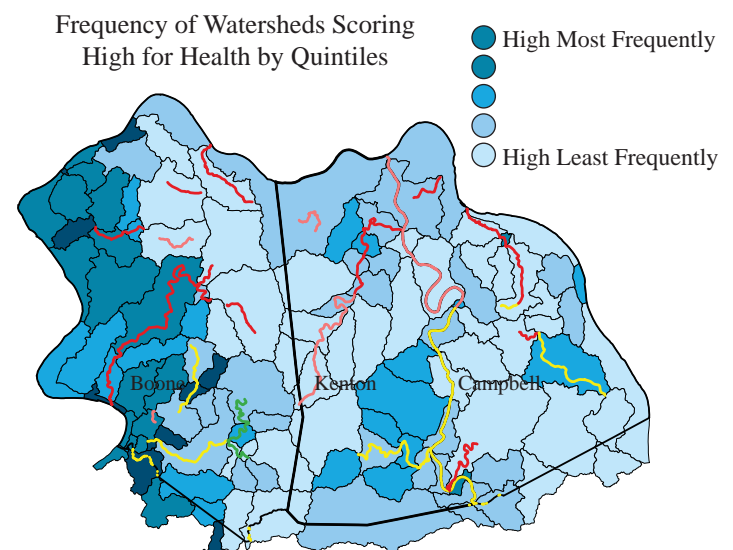 Frequency of Watersheds Scoring
High for Health by Quintiles
High Most Frequently
High Least Frequently
Boone
Kenton
Campbell